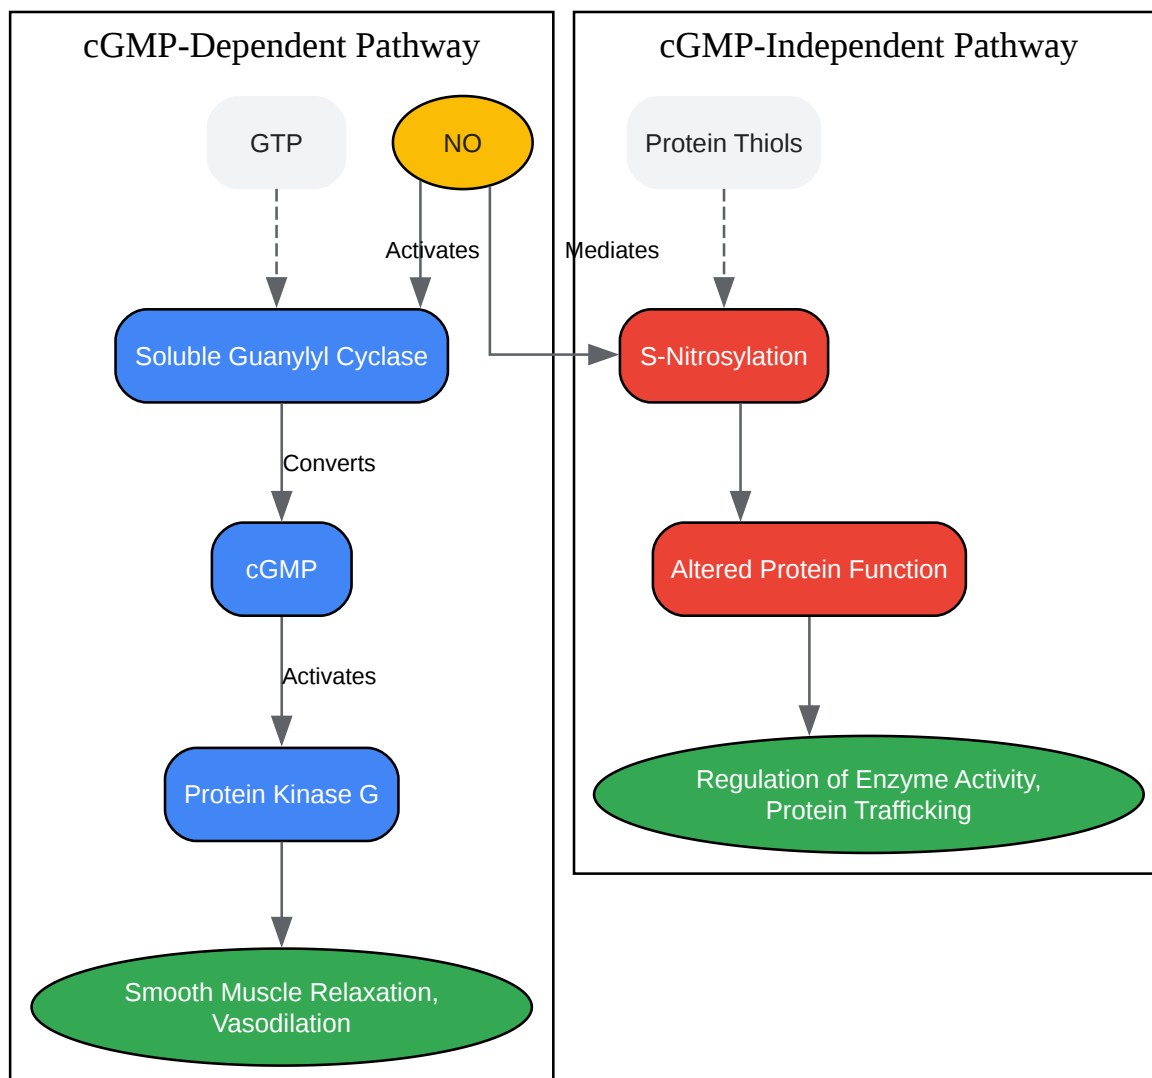 cGMP-Dependent Pathway
cGMP-Independent Pathway
GTP
NO
Protein Thiols
Activates
Mediates
Soluble Guanylyl Cyclase
S-Nitrosylation
Converts
cGMP
Altered Protein Function
Activates
Protein Kinase G
Regulation of Enzyme Activity,
Protein Trafficking
Smooth Muscle Relaxation,
Vasodilation